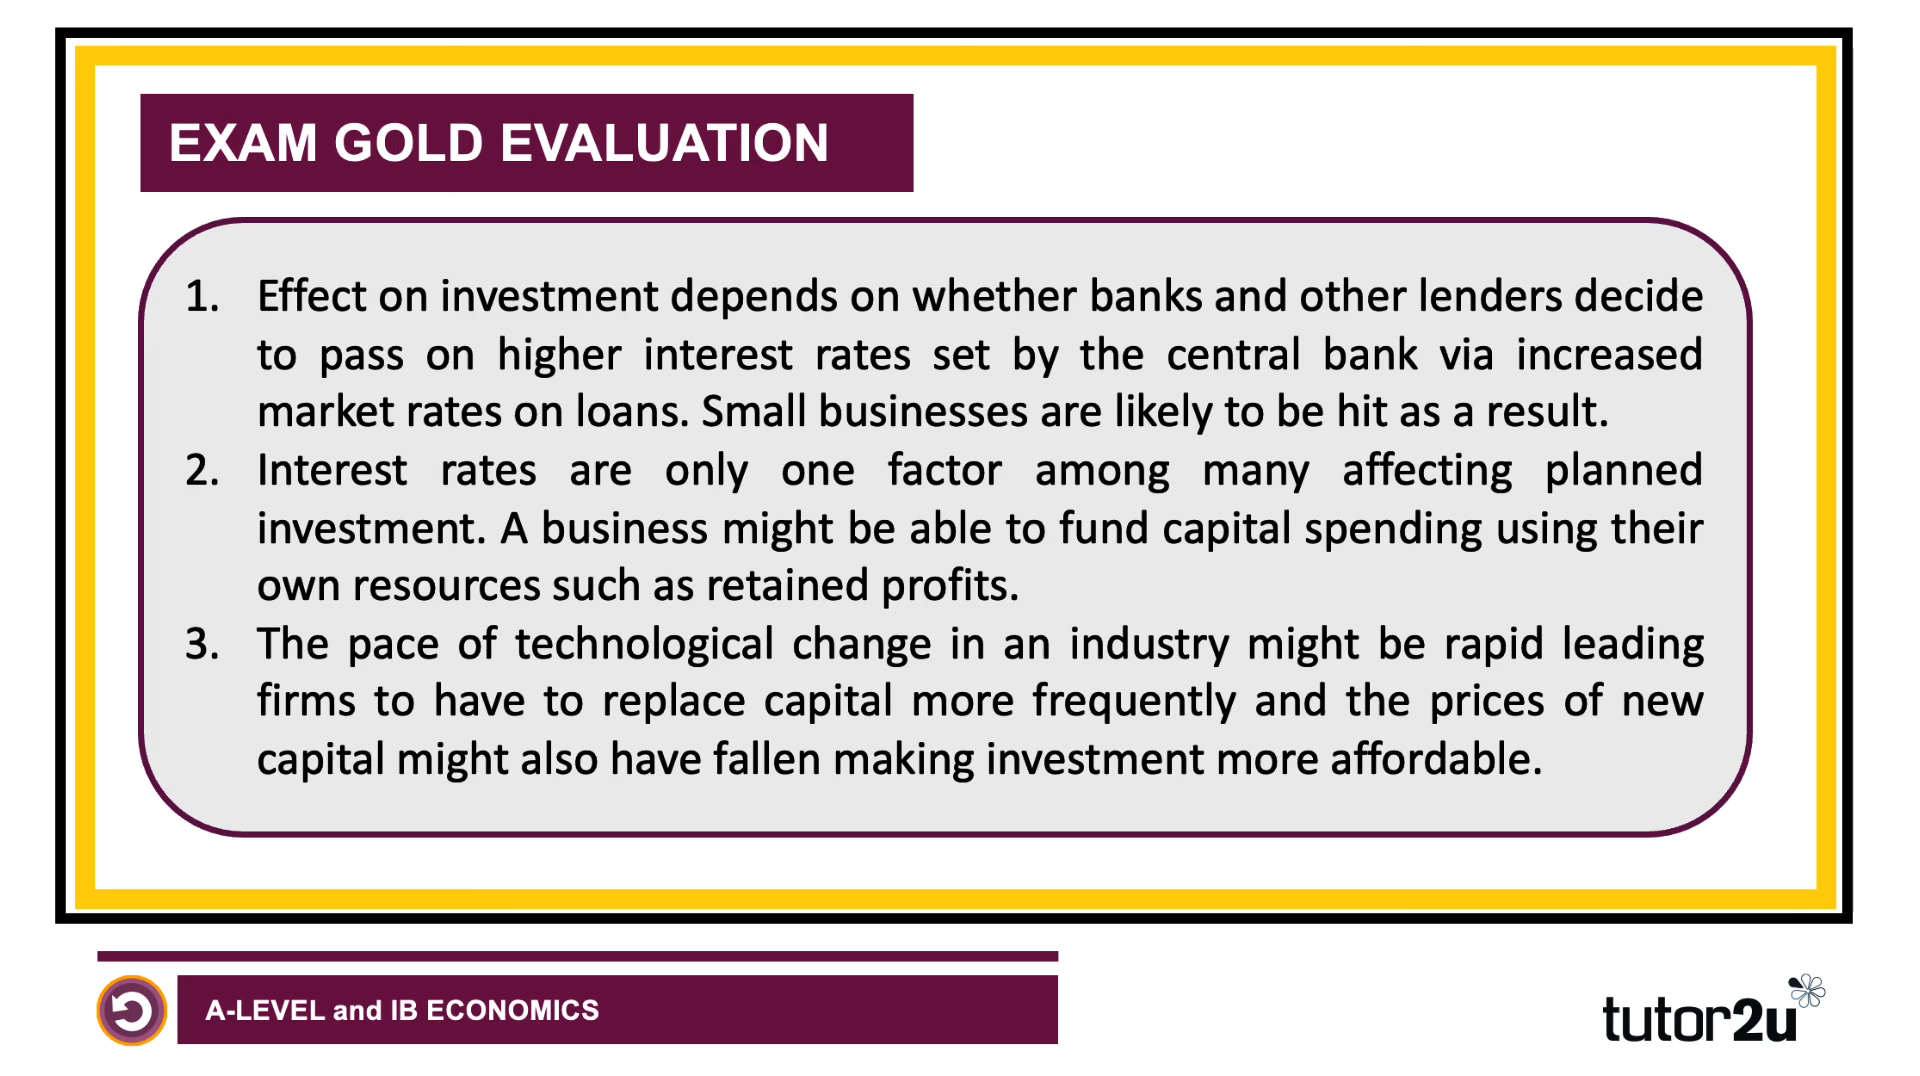 EXAM GOLD EVALUATION
1. Effect on investment depends on whether banks and other lenders decide
to pass on higher interest rates set by the central bank via increased
market rates on loans. Small businesses are likely to be hit as a result.
2. Interest rates are only one factor among many affecting planned
investment. A business might be able to fund capital spending using their
own resources such as retained profits.
3. The pace of technological change in an industry might be rapid leading
firms to have to replace capital more frequently and the prices of new
capital might also have fallen making investment more affordable.
A-LEVEL and IB ECONOMICS
tutor2u